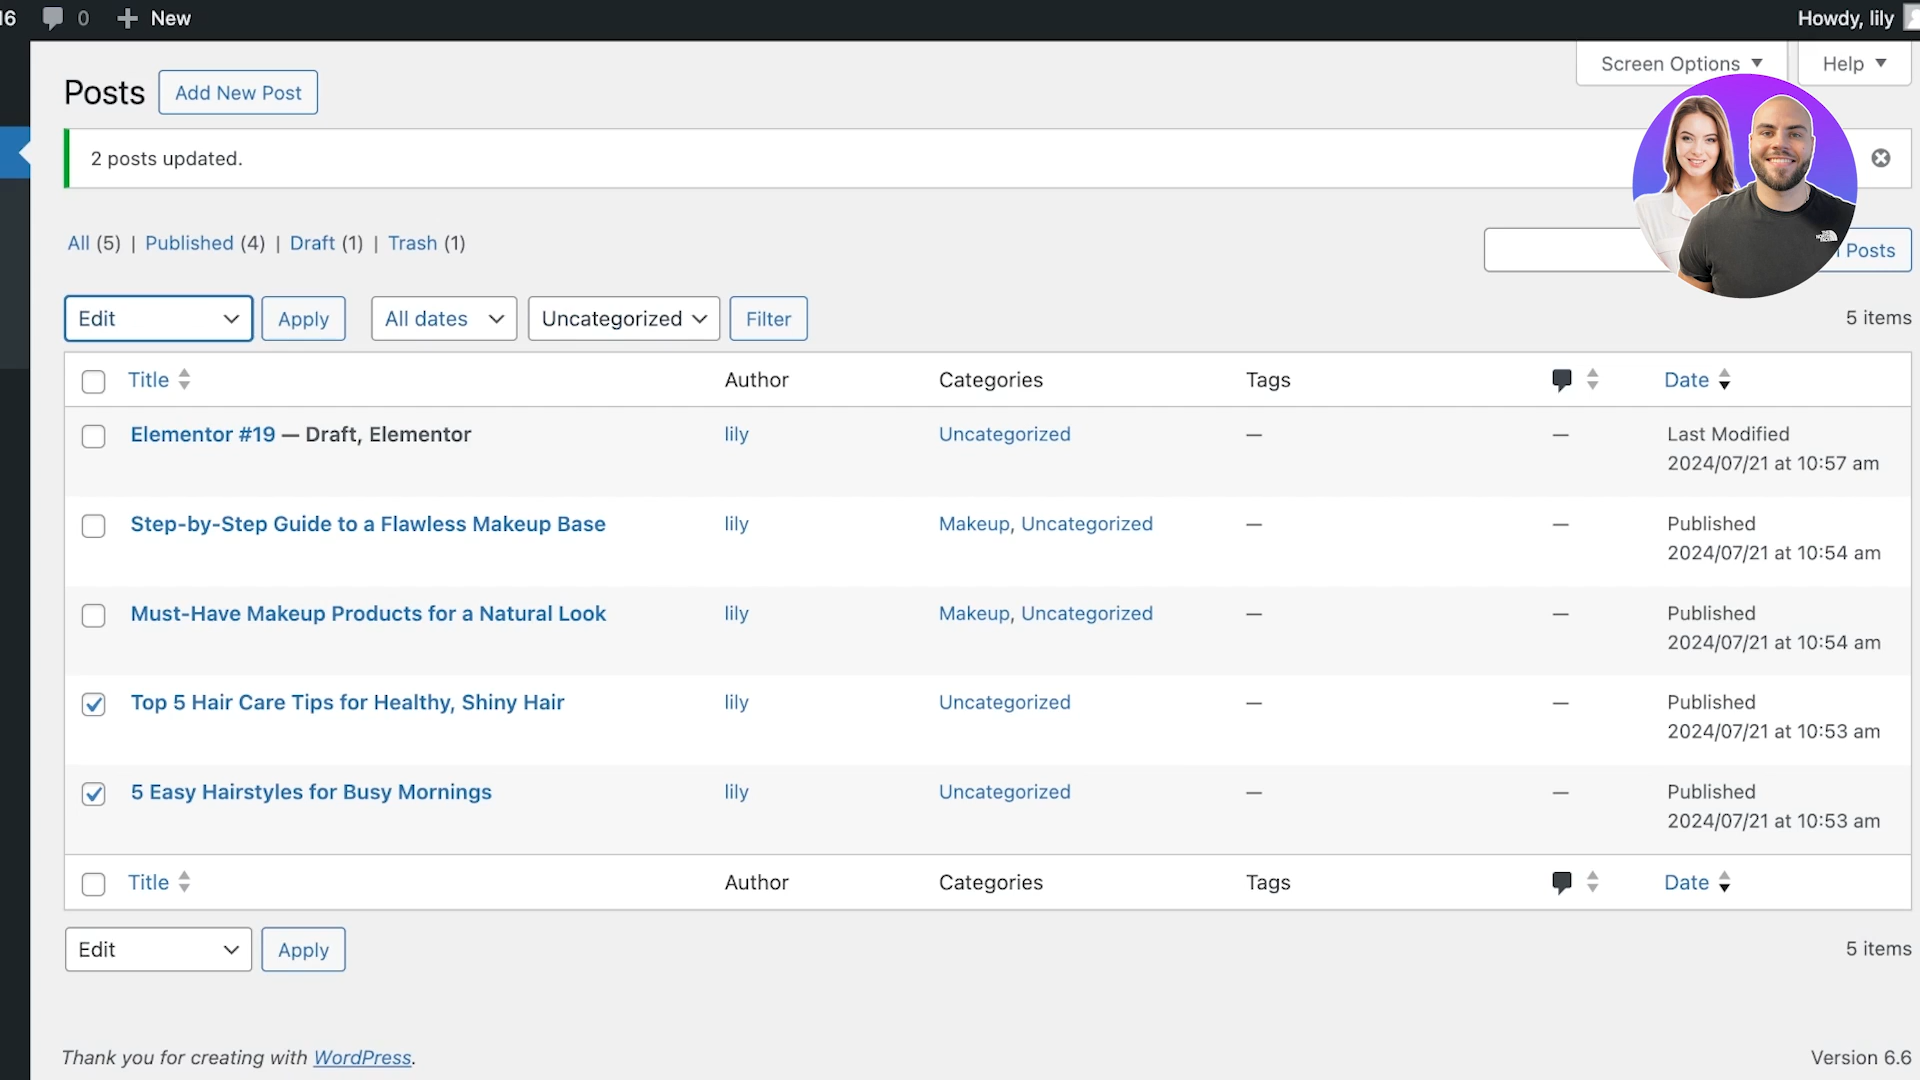 16 0 New Howdy, lily
Screen Options Help
Posts Add New Post
2 posts updated.
All (5) | Published (4) | Draft (1) | Trash (1)
Posts
Edit Apply All dates Uncategorized Filter 5 items
Title Author Categories Tags Date
Elementor #19 — Draft, Elementor lily Uncategorized — — Last Modified
2024/07/21 at 10:57 am
Step-by-Step Guide to a Flawless Makeup Base lily Makeup, Uncategorized — — Published
2024/07/21 at 10:54 am
Must-Have Makeup Products for a Natural Look lily Makeup, Uncategorized — — Published
2024/07/21 at 10:54 am
Top 5 Hair Care Tips for Healthy, Shiny Hair lily Uncategorized — — Published
2024/07/21 at 10:53 am
5 Easy Hairstyles for Busy Mornings lily Uncategorized — — Published
2024/07/21 at 10:53 am
Title Author Categories Tags Date
Edit Apply 5 items
Thank you for creating with WordPress. Version 6.6